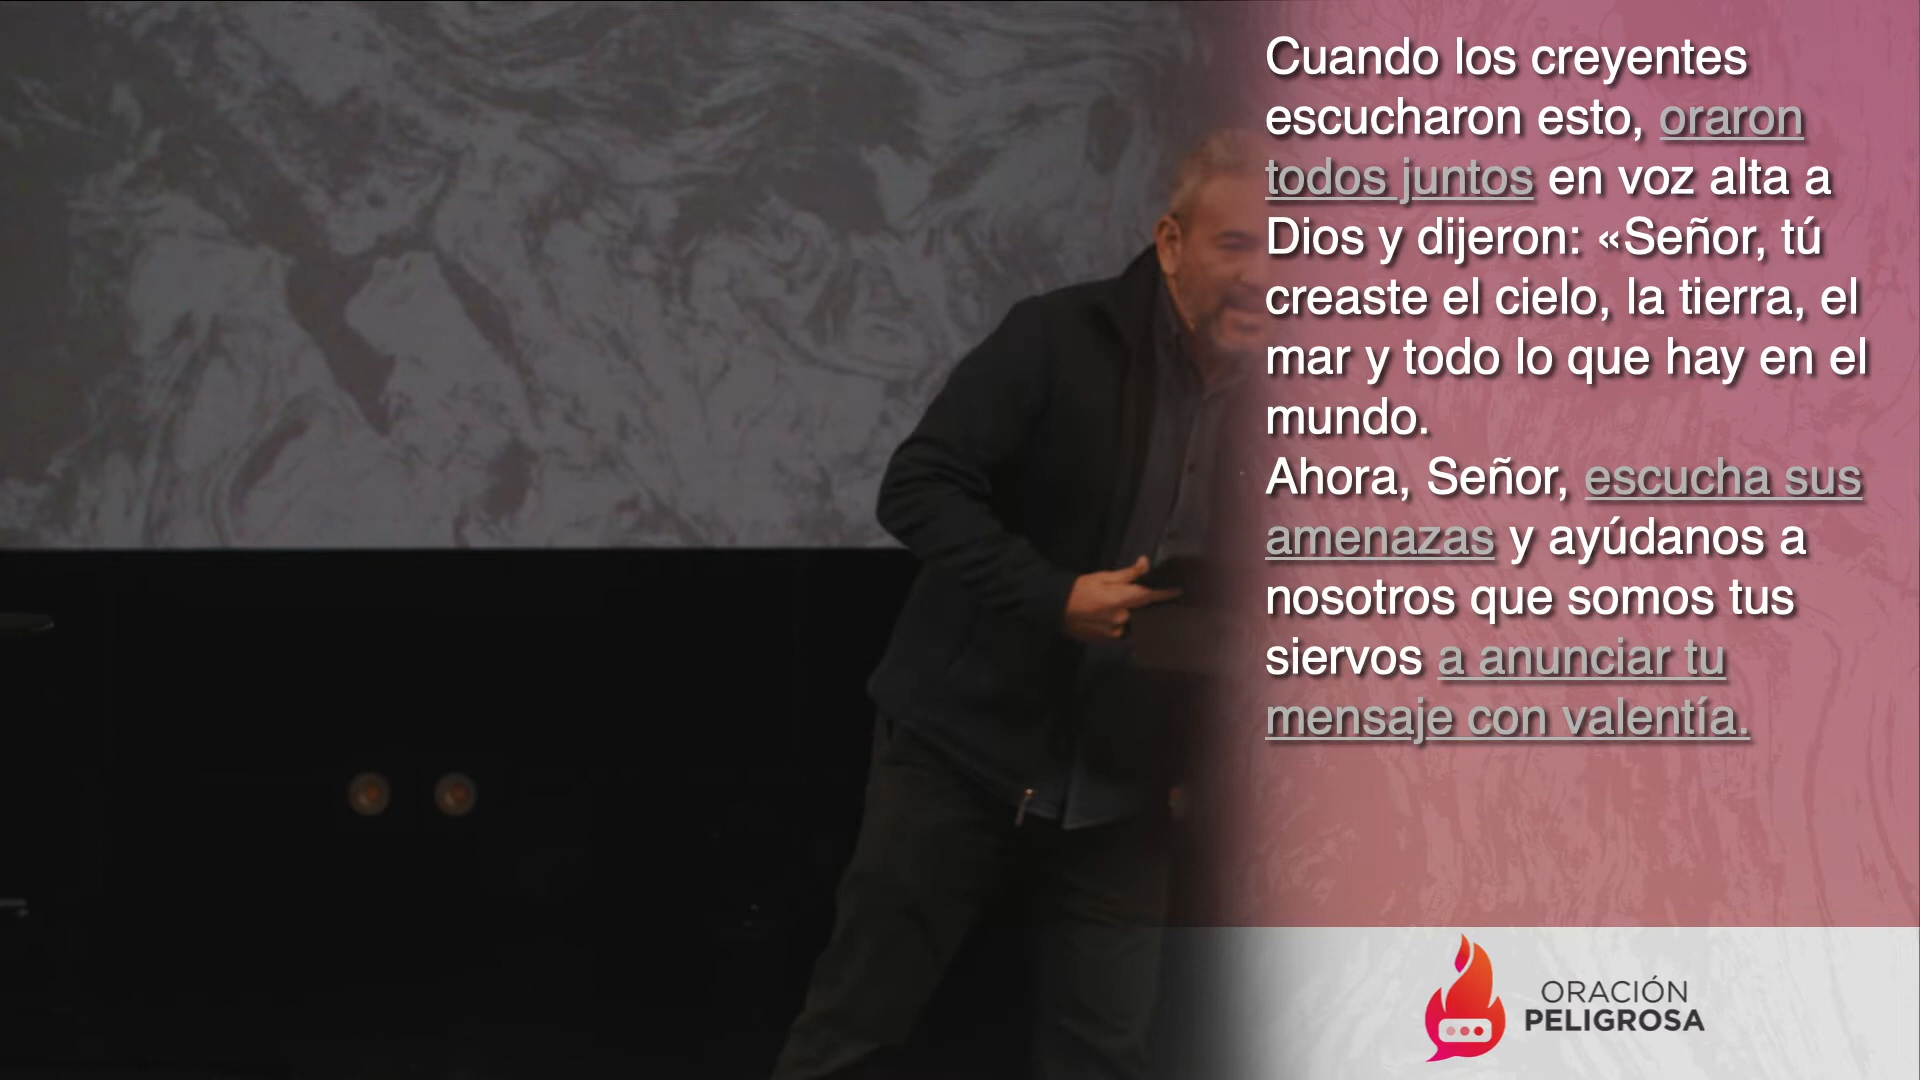 Cuando los creyentes
escucharon esto, oraron
todos juntos en voz alta a
Dios y dijeron: «Señor, tú
creaste el cielo, la tierra, el
mar y todo lo que hay en el
mundo.
Ahora, Señor, escucha sus
amenazas y ayúdanos a
nosotros que somos tus
siervos a anunciar tu
mensaje con valentía.
ORACIÓN
PELIGROSA